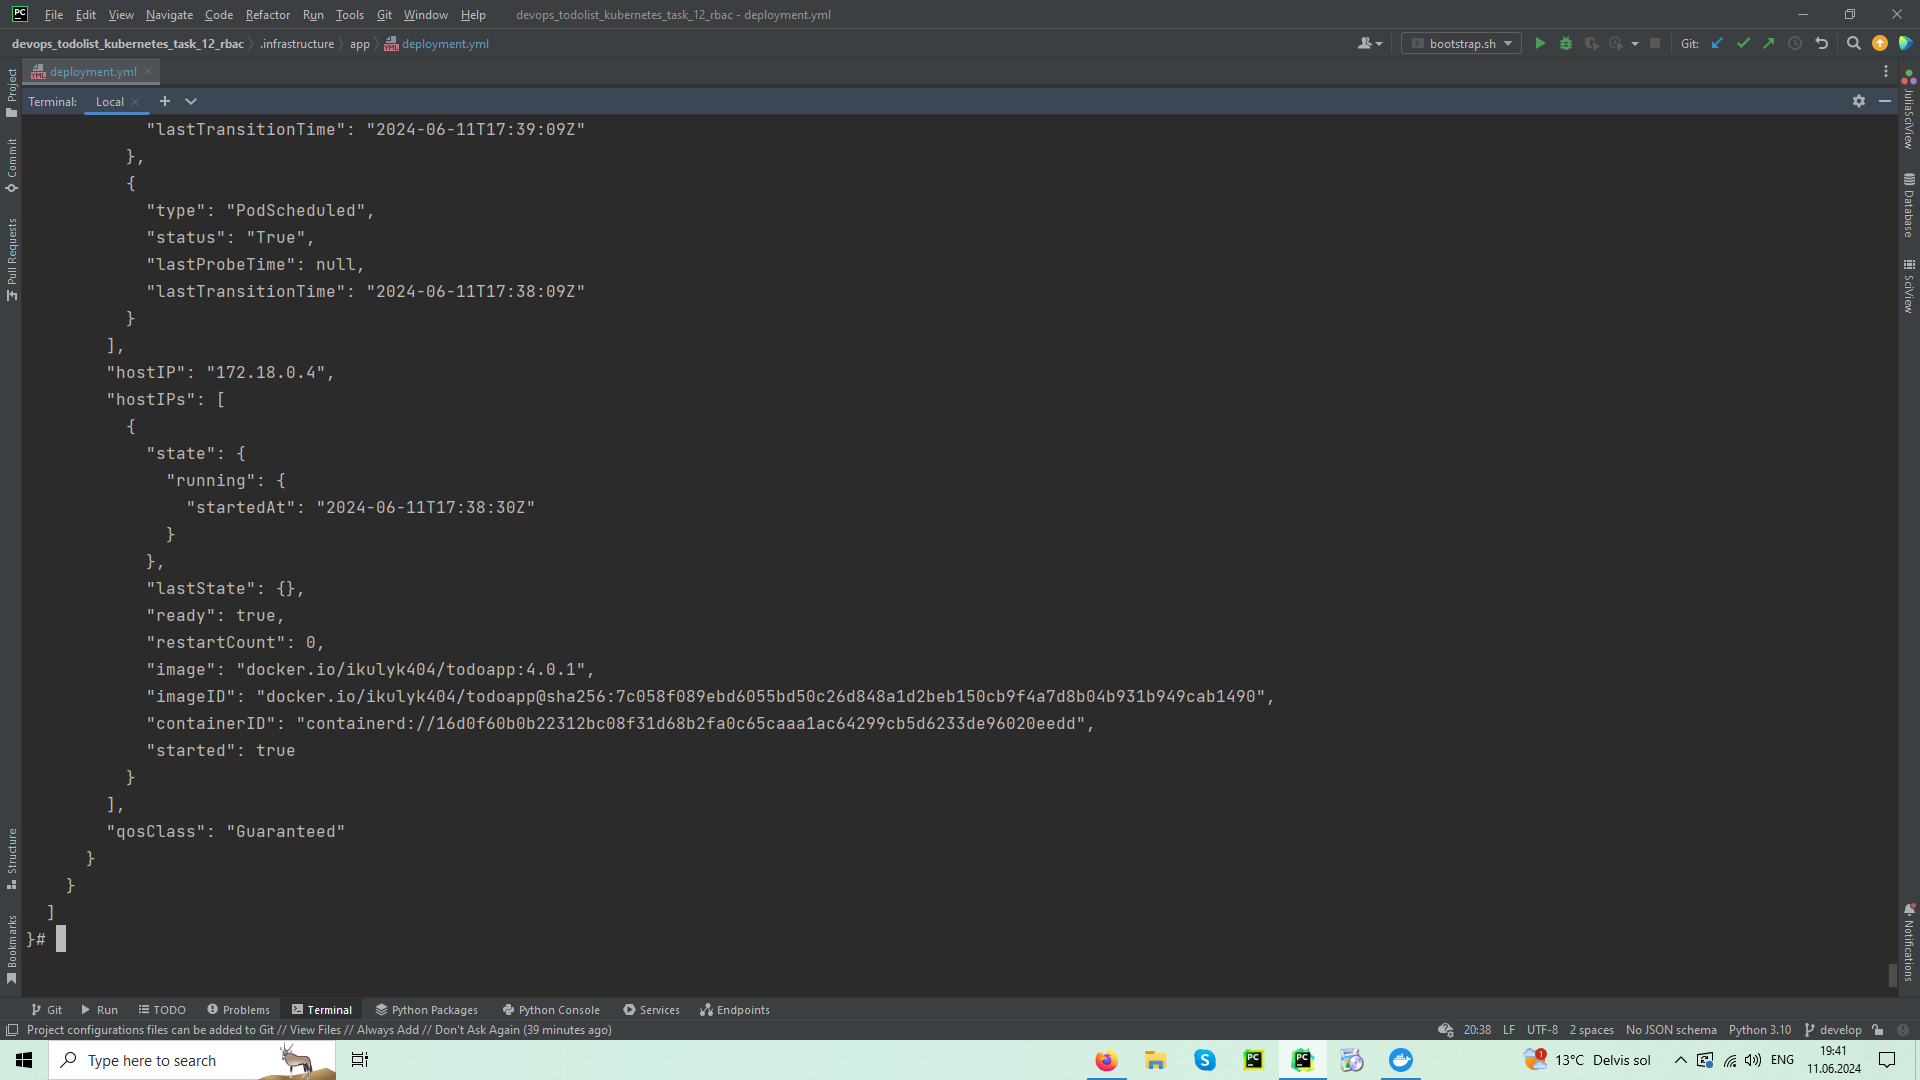 PC File Edit View Navigate Code Refactor Run Tools Git Window Help devops_todolist_kubernetes_task_12_rbac - deployment.yml
devops_todolist_kubernetes_task_12_rbac .infrastructure app deployment.yml bootstrap.sh Git:
deployment.yml
Terminal: Local
"lastTransitionTime": "2024-06-11T17:39:09Z"
},
{
"type": "PodScheduled",
"status": "True",
"lastProbeTime": null,
"lastTransitionTime": "2024-06-11T17:38:09Z"
}
],
"hostIP": "172.18.0.4",
"hostIPs": [
{
"state": {
"running": {
"startedAt": "2024-06-11T17:38:30Z"
}
},
"lastState": {},
"ready": true,
"restartCount": 0,
"image": "docker.io/ikulyk404/todoapp:4.0.1",
"imageID": "docker.io/ikulyk404/todoapp@sha256:7c058f089ebd6055bd50c26d848a1d2beb150cb9f4a7d8b04b931b949cab1490",
"containerID": "containerd://16d0f60b0b22312bc08f31d68b2fa0c65caaa1ac64299cb5d6233de96020eedd",
"started": true
}
],
"qosClass": "Guaranteed"
}
}
]
}#
Project
Commit
Pull Requests
Structure
Bookmarks
JuliaSciView
Database
SciView
Notifications
Git Run TODO Problems Terminal Python Packages Python Console Services Endpoints
Project configurations files can be added to Git // View Files // Always Add // Don't Ask Again (39 minutes ago) 20:38 LF UTF-8 2 spaces No JSON schema Python 3.10 develop
Type here to search 1 13°C Delvis sol ENG 19:41
11.06.2024